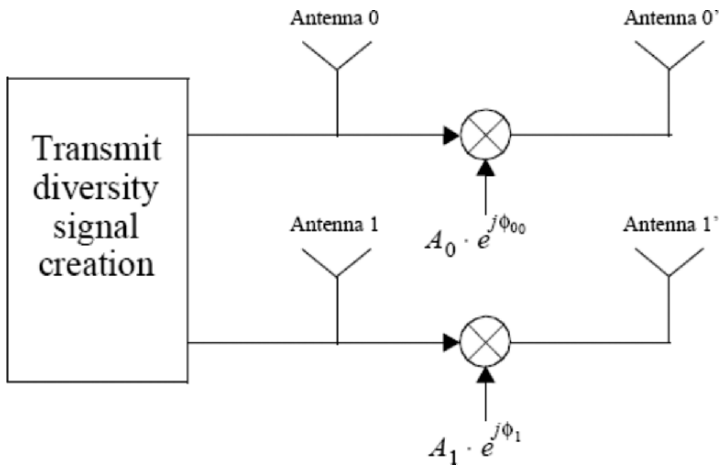 Antenna 0
Antenna 0'
Transmit
diversity
signal
creation
A₀ · e^{jϕ₀₀}
Antenna 1
Antenna 1'
A₁ · e^{jϕ₁}